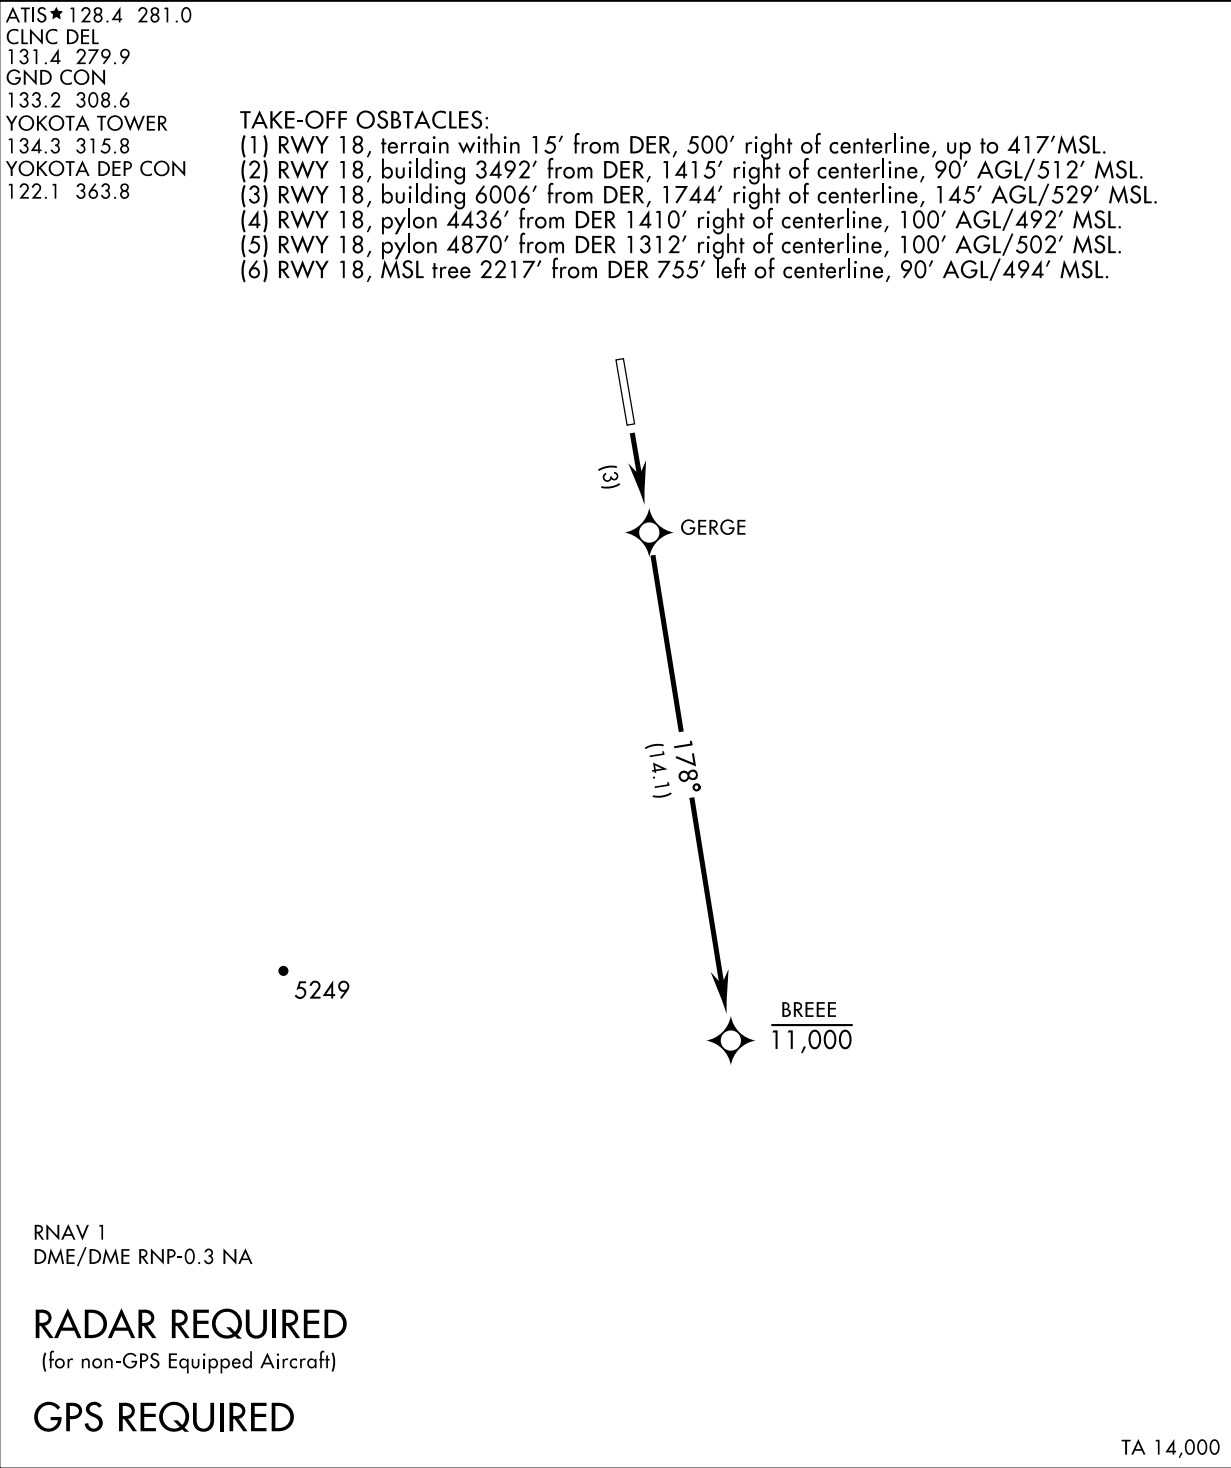 ATIS★128.4 281.0
CLNC DEL
131.4 279.9
GND CON
133.2 308.6
YOKOTA TOWER
134.3 315.8
YOKOTA DEP CON
122.1 363.8
TAKE-OFF OSBTACLES:
(1) RWY 18, terrain within 15′ from DER, 500′ right of centerline, up to 417′MSL.
(2) RWY 18, building 3492′ from DER, 1415′ right of centerline, 90′ AGL/512′ MSL.
(3) RWY 18, building 6006′ from DER, 1744′ right of centerline, 145′ AGL/529′ MSL.
(4) RWY 18, pylon 4436′ from DER 1410′ right of centerline, 100′ AGL/492′ MSL.
(5) RWY 18, pylon 4870′ from DER 1312′ right of centerline, 100′ AGL/502′ MSL.
(6) RWY 18, MSL tree 2217′ from DER 755′ left of centerline, 90′ AGL/494′ MSL.
(3)
GERGE
178°
(14.1)
5249
BREEE
11,000
RNAV 1
DME/DME RNP-0.3 NA
RADAR REQUIRED
(for non-GPS Equipped Aircraft)
GPS REQUIRED
TA 14,000